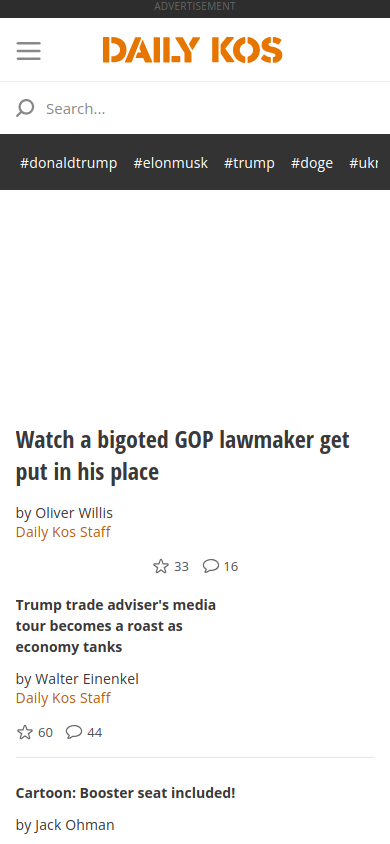 ADVERTISEMENT
DAILY KOS
Search...
#donaldtrump #elonmusk #trump #doge
Watch a bigoted GOP lawmaker get
put in his place
by Oliver Willis
Daily Kos Staff
33 16
Trump trade adviser's media
tour becomes a roast as
economy tanks
by Walter Einenkel
Daily Kos Staff
60 44
Cartoon: Booster seat included!
by Jack Ohman